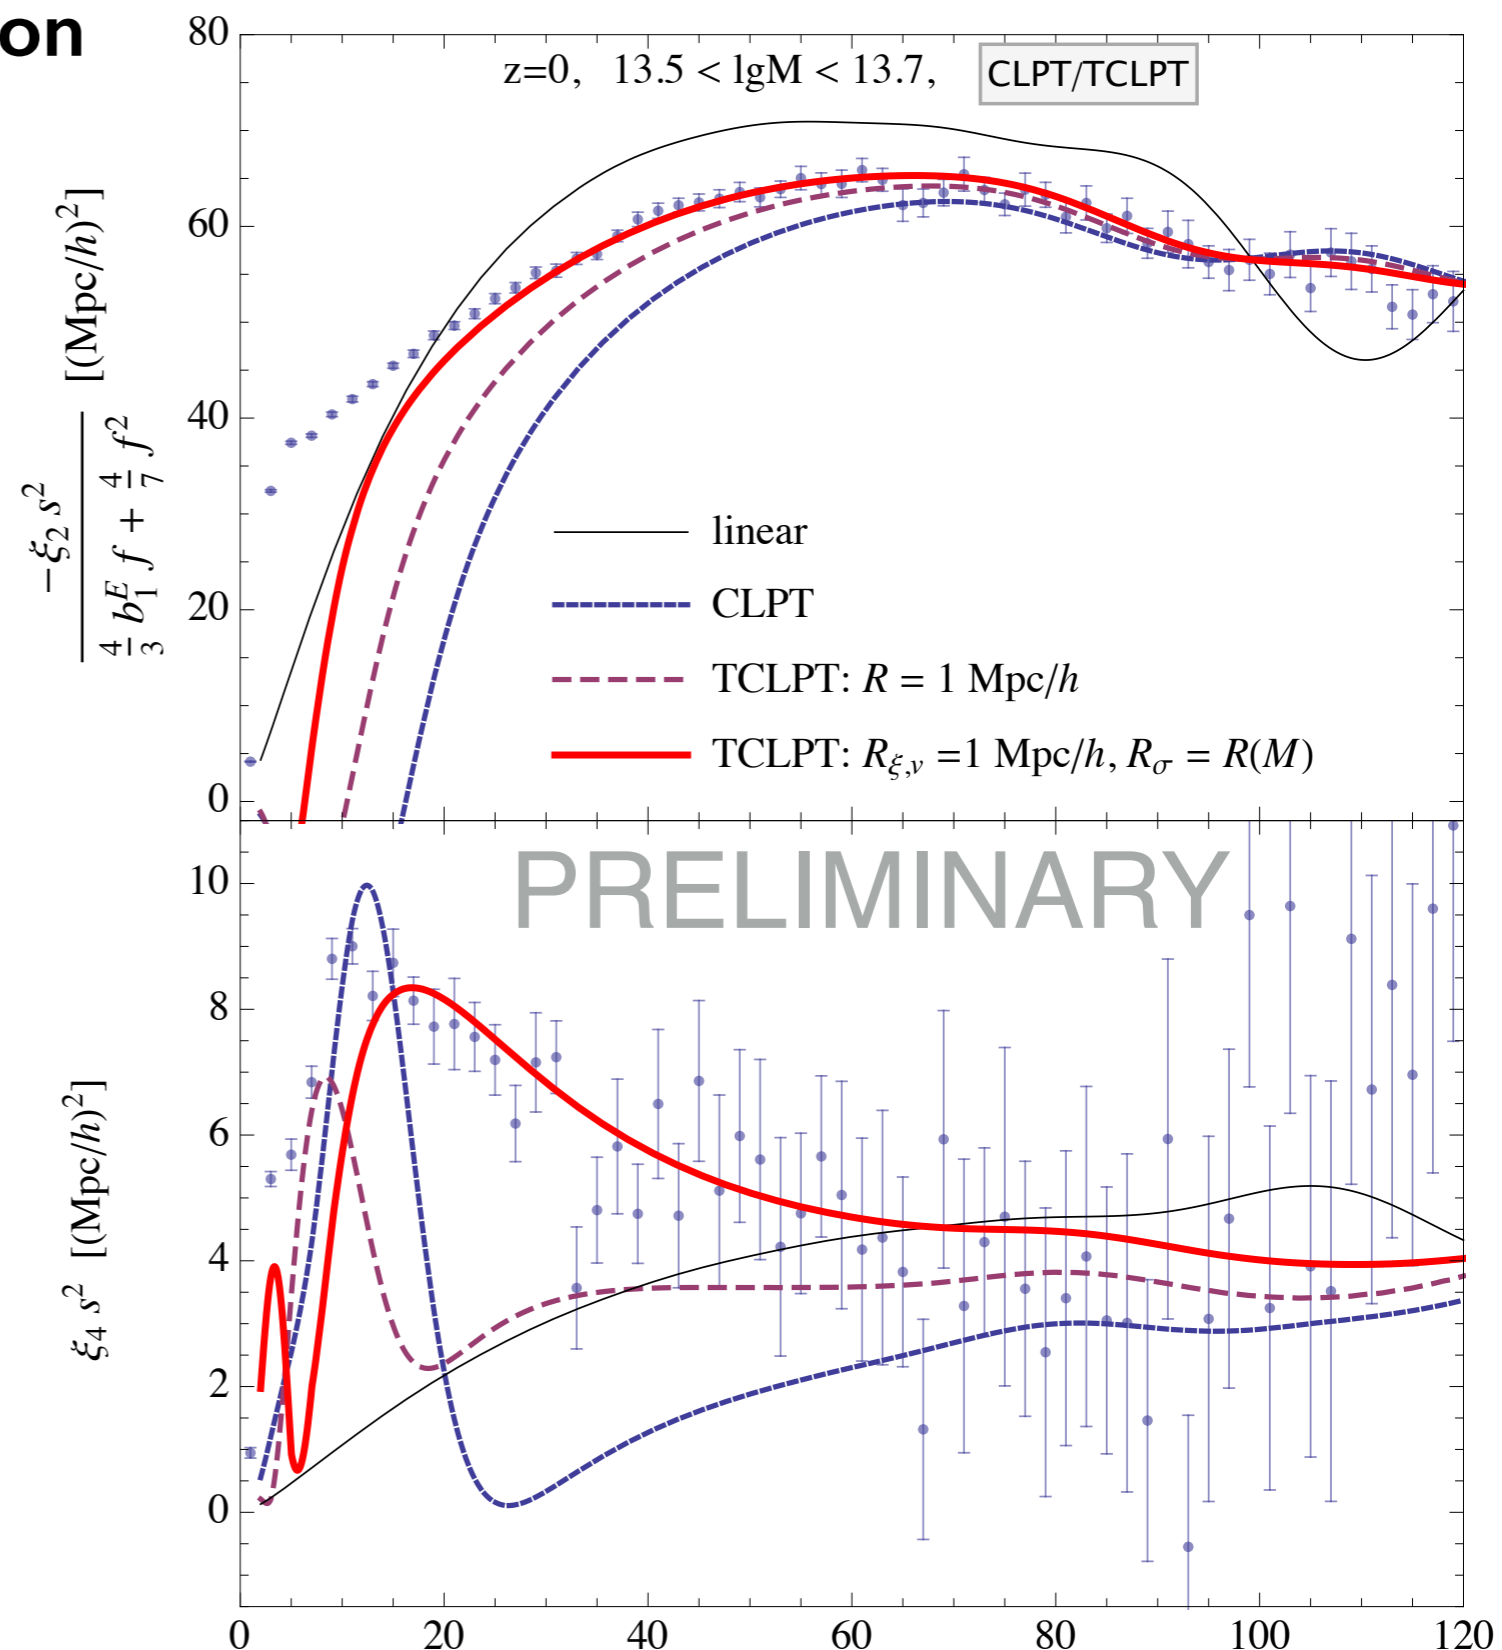 on
z=0, 13.5 < lgM < 13.7, CLPT/TCLPT
80
60
40
20
0
−ξ₂ s² / (4/3 b₁ᴱ f + 4/7 f²) [(Mpc/h)²]
linear
CLPT
TCLPT: R = 1 Mpc/h
TCLPT: R_{ξ,v} =1 Mpc/h, R_σ = R(M)
PRELIMINARY
10
8
6
4
2
0
ξ₄ s² [(Mpc/h)²]
0 20 40 60 80 100 120